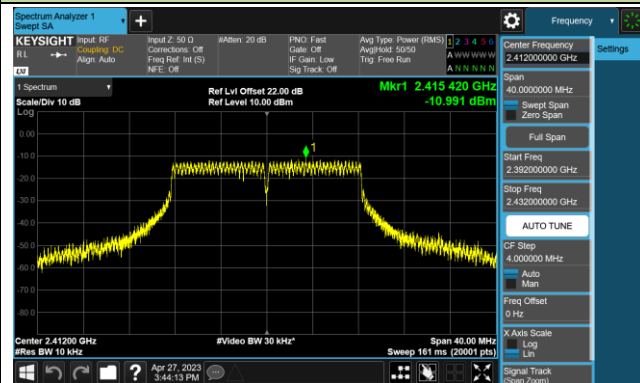 Spectrum Analyzer 1
Swept SA
Frequency
KEYSIGHT
Input: RF
Input Z: 50 Ω
#Atten: 20 dB
PNO: Fast
Avg Type: Power (RMS)
1 2 3 4 5 6
RL
Coupling: DC
Corrections: Off
Gate: Off
Avg|Hold: 50/50
A W W W W W
Align: Auto
Freq Ref: Int (S)
IF Gain: Low
Trig: Free Run
LXI
NFE: Off
Sig Track: Off
A N N N N N
Center Frequency
2.412000000 GHz
Settings
1 Spectrum
Scale/Div 10 dB
Ref Lvl Offset 22.00 dB
Ref Level 10.00 dBm
Mkr1 2.415 420 GHz
-10.991 dBm
Log
0.00
-10.0
-20.0
-30.0
-40.0
-50.0
-60.0
-70.0
-80.0
1
Span
40.0000000 MHz
Swept Span
Zero Span
Full Span
Start Freq
2.392000000 GHz
Stop Freq
2.432000000 GHz
AUTO TUNE
CF Step
4.000000 MHz
Auto
Man
Freq Offset
0 Hz
X Axis Scale
Log
Lin
Signal Track
(Span Zoom)
Center 2.41200 GHz
#Video BW 30 kHz*
Span 40.00 MHz
#Res BW 10 kHz
Sweep 161 ms (20001 pts)
Apr 27, 2023
3:44:13 PM